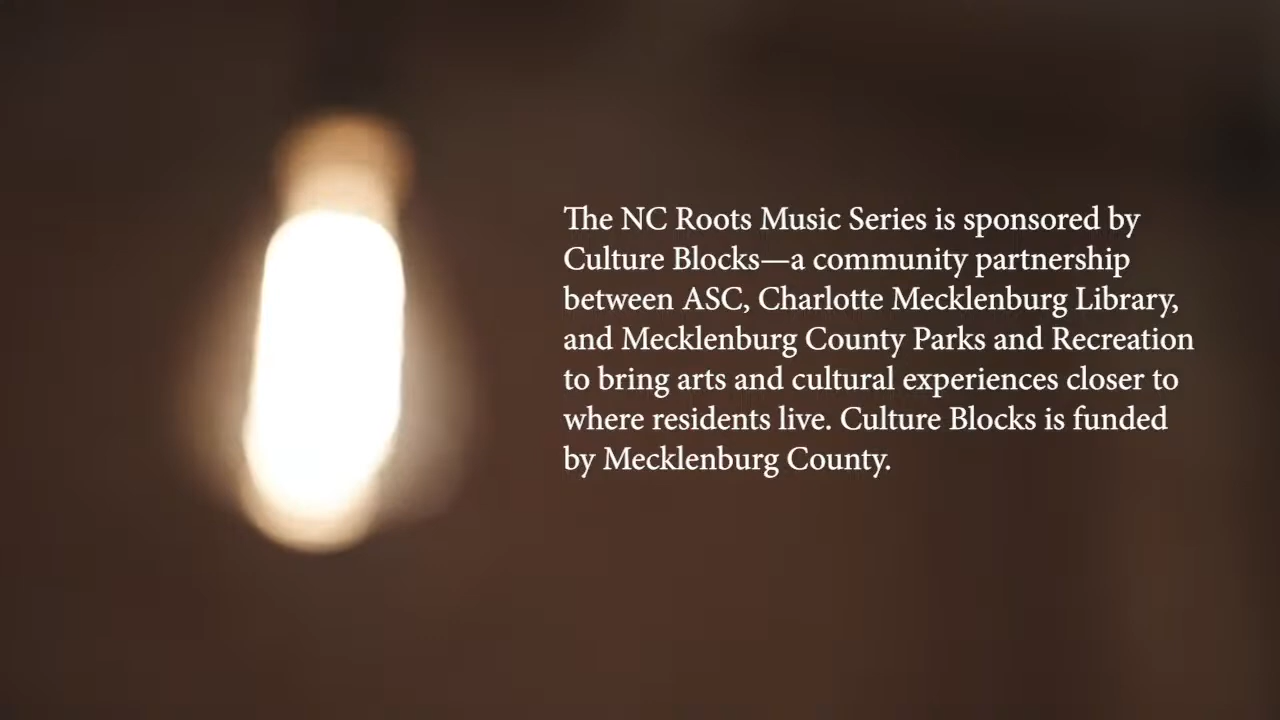 The NC Roots Music Series is sponsored by
Culture Blocks—a community partnership
between ASC, Charlotte Mecklenburg Library,
and Mecklenburg County Parks and Recreation
to bring arts and cultural experiences closer to
where residents live. Culture Blocks is funded
by Mecklenburg County.